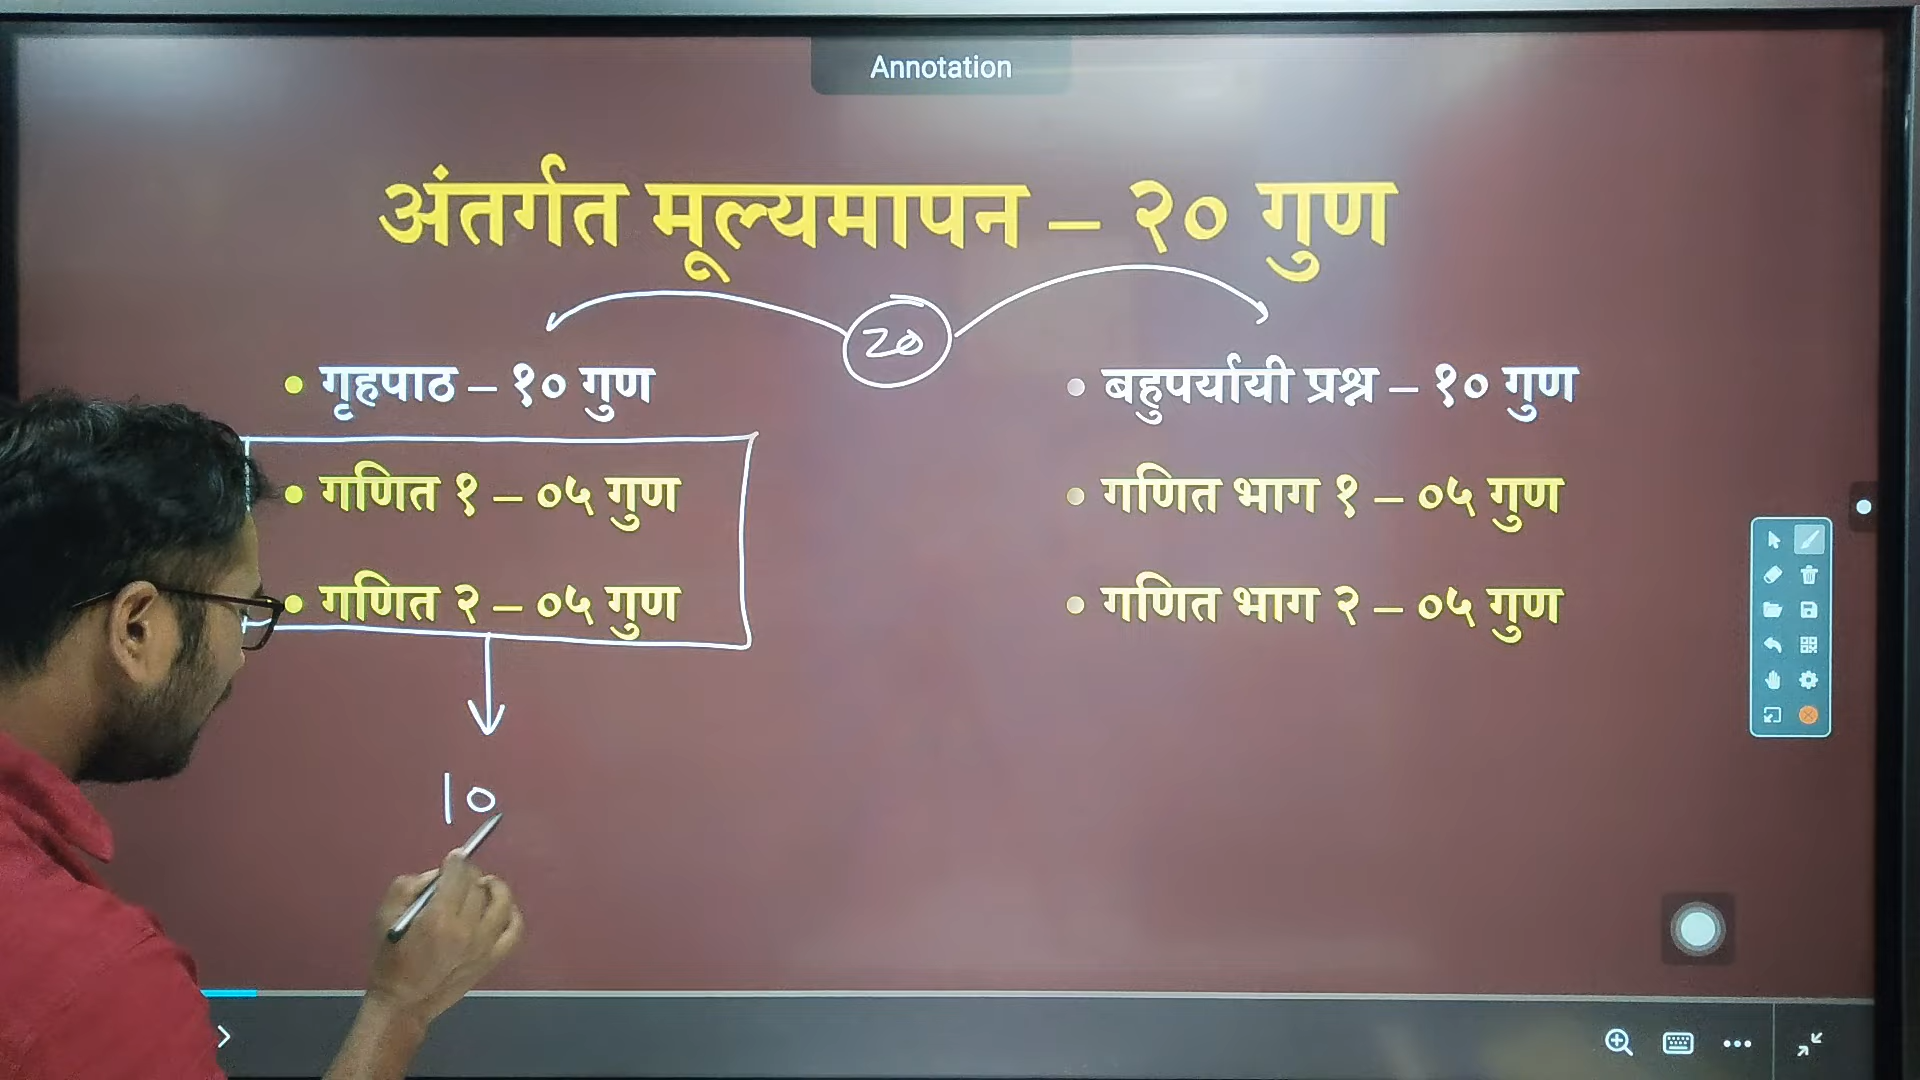 Annotation
अंतर्गत मूल्यमापन – २० गुण
20
• गृहपाठ – १० गुण
• गणित १ – ०५ गुण
• गणित २ – ०५ गुण
10
• बहुपर्यायी प्रश्न – १० गुण
• गणित भाग १ – ०५ गुण
• गणित भाग २ – ०५ गुण